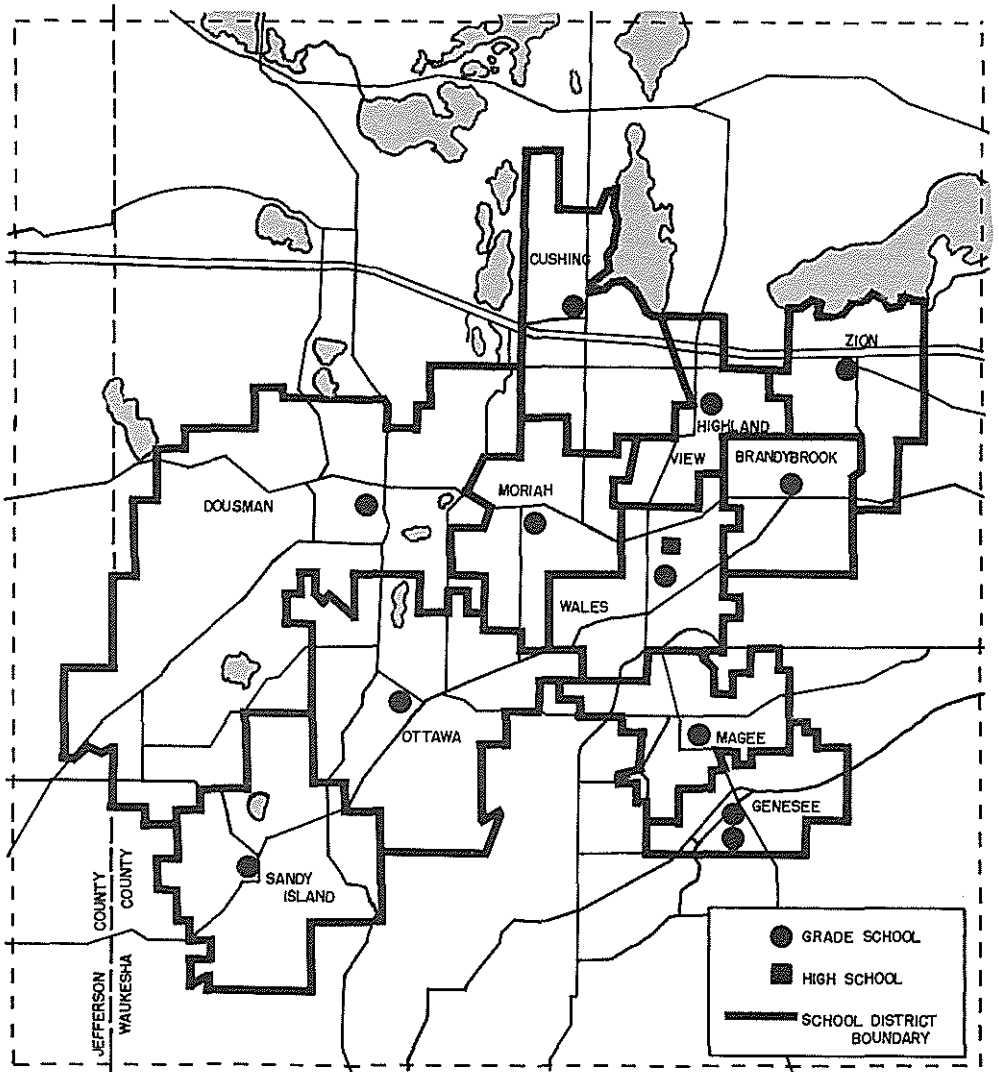 CUSHING
ZION
HIGHLAND
VIEW
BRANDYBROOK
DOUSMAN
MORIAH
WALES
OTTAWA
MAGEE
GENESEE
SANDY
ISLAND
JEFFERSON COUNTY
WAUKESHA COUNTY
GRADE SCHOOL
HIGH SCHOOL
SCHOOL DISTRICT
BOUNDARY